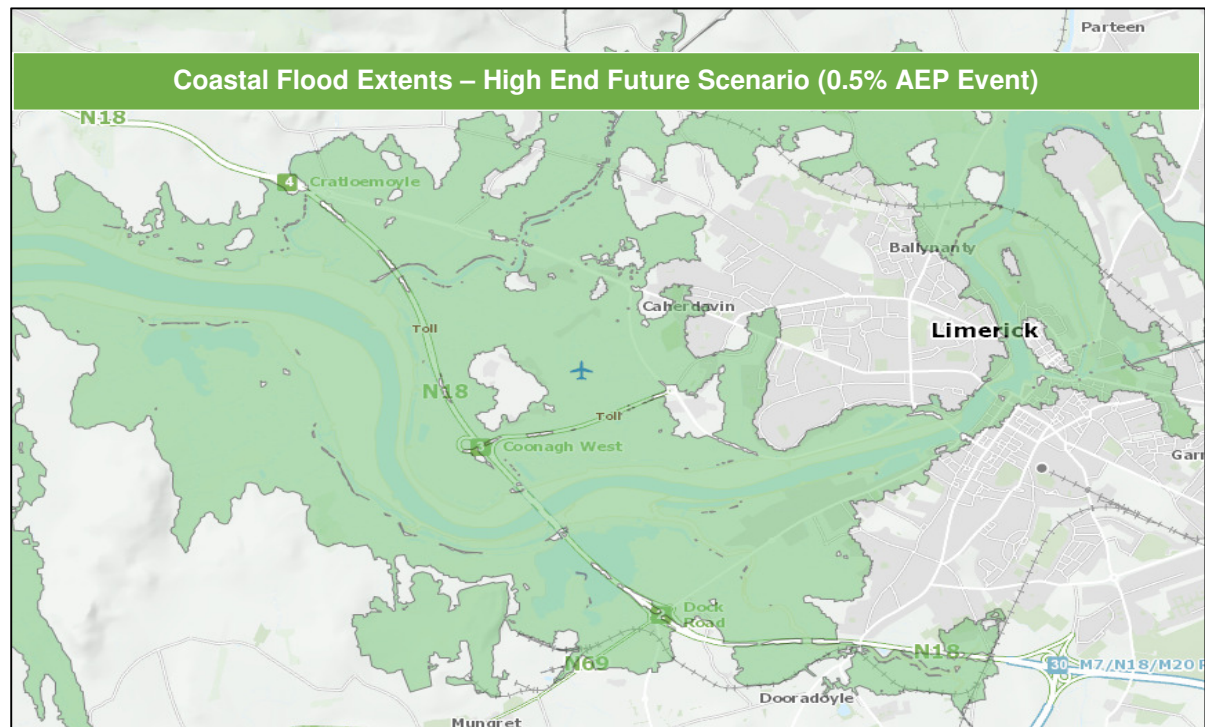 Parteen
Coastal Flood Extents – High End Future Scenario (0.5% AEP Event)
N18
4
Cratloemoyle
Ballynanty
Caherdavin
Toll
Limerick
N18
Toll
Coonagh West
Garr
Dock
Road
N18
N69
30
M7/N18/M20
Dooradoyle
Mungret